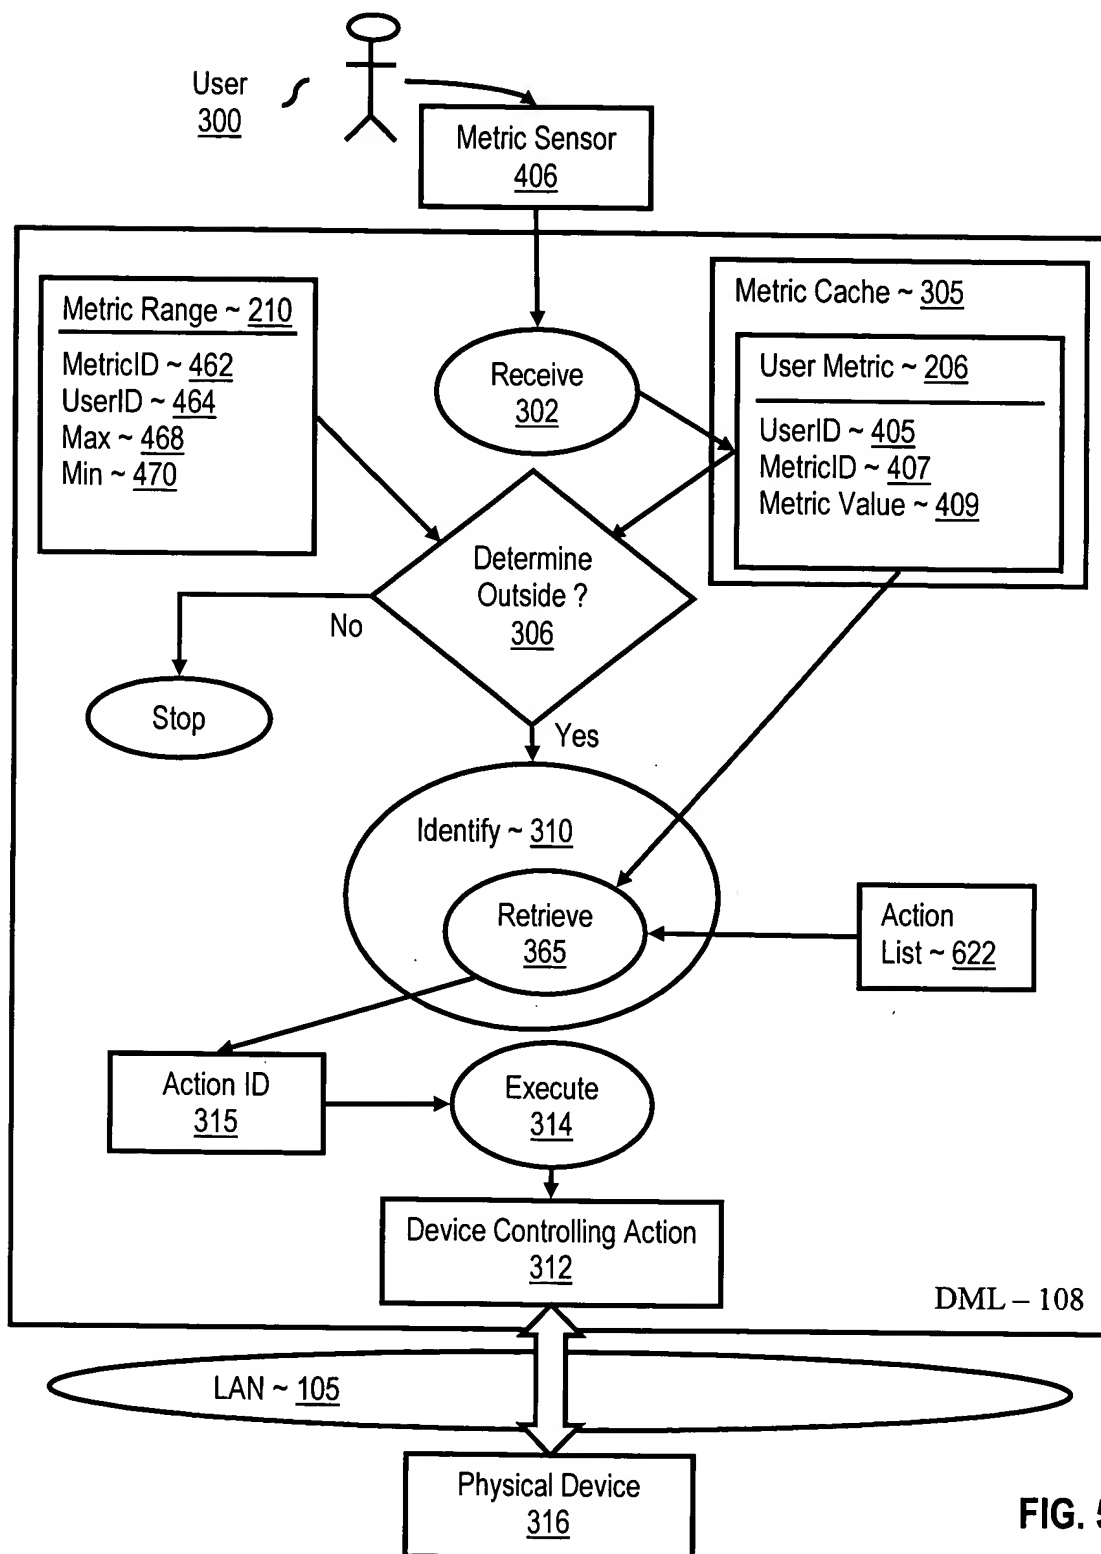 User
300
Metric Sensor
406
Metric Range ~ 210
MetricID ~ 462
UserID ~ 464
Max ~ 468
Min ~ 470
Receive
302
Metric Cache ~ 305
User Metric ~ 206
UserID ~ 405
MetricID ~ 407
Metric Value ~ 409
Determine
Outside ?
306
No
Stop
Yes
Identify ~ 310
Retrieve
365
Action
List ~ 622
Action ID
315
Execute
314
Device Controlling Action
312
DML – 108
LAN ~ 105
Physical Device
316
FIG. 5